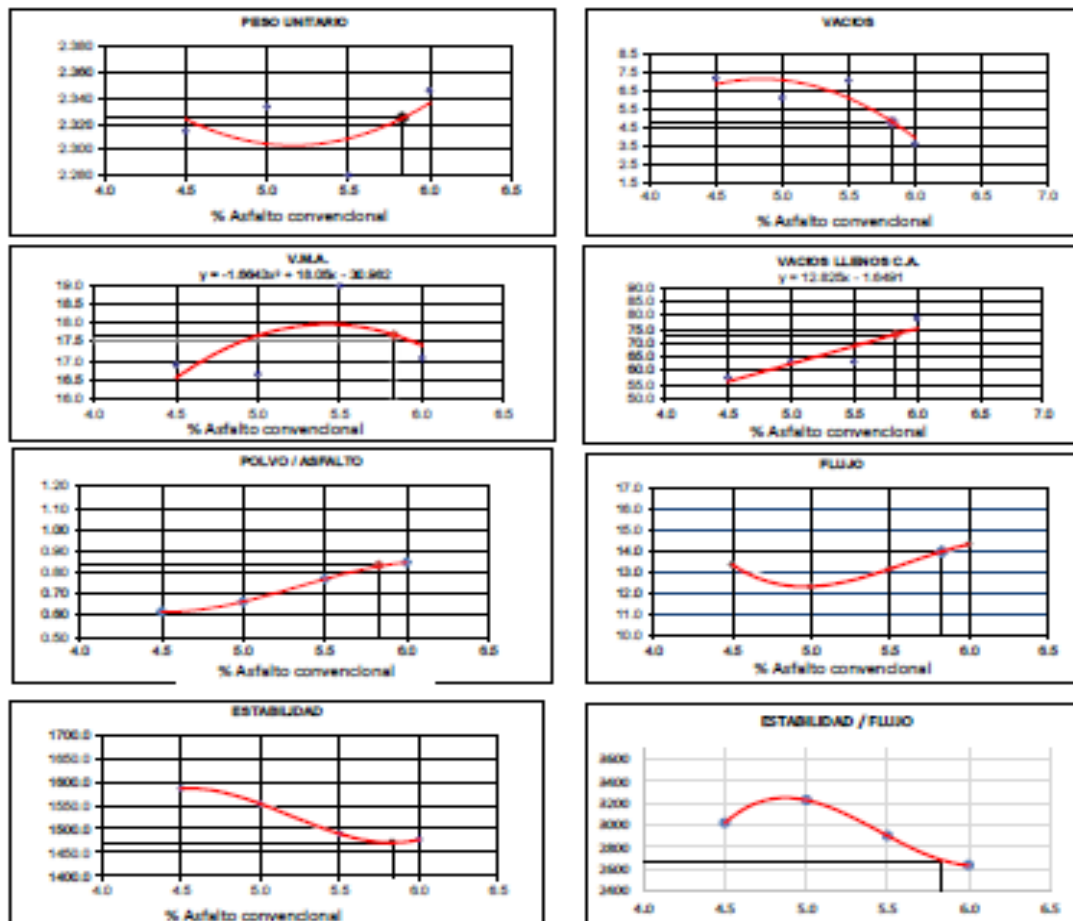 PESO UNITARIO
2.380
2.360
2.340
2.320
2.300
2.280
4.0 4.5 5.0 5.5 6.0 6.5
% Asfalto convencional
VACIOS
8.5
7.5
6.5
5.5
4.5
3.5
2.5
1.5
4.0 4.5 5.0 5.5 6.0 6.5 7.0
% Asfalto convencional
V.M.A.
19.0
18.5
18.0
17.5
17.0
16.5
16.0
4.0 4.5 5.0 5.5 6.0 6.5
% Asfalto convencional
VACIOS LLENOS C.A.
y = 12.825x - 1.6491
90.0
85.0
80.0
75.0
70.0
65.0
60.0
55.0
50.0
4.0 4.5 5.0 5.5 6.0 6.5 7.0
% Asfalto convencional
POLVO / ASFALTO
1.20
1.10
1.00
0.90
0.80
0.70
0.60
0.50
4.0 4.5 5.0 5.5 6.0 6.5
% Asfalto convencional
FLUJO
17.0
16.0
15.0
14.0
13.0
12.0
11.0
10.0
4.0 4.5 5.0 5.5 6.0 6.5
% Asfalto convencional
ESTABILIDAD
1700.0
1650.0
1600.0
1550.0
1500.0
1450.0
1400.0
4.0 4.5 5.0 5.5 6.0 6.5
% Asfalto convencional
ESTABILIDAD / FLUJO
3600
3400
3200
3000
2800
2600
2400
4.0 4.5 5.0 5.5 6.0 6.5